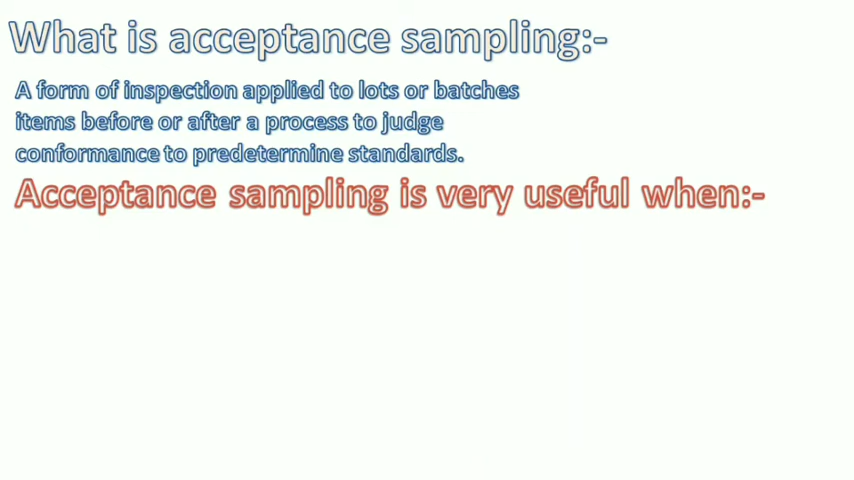 What is acceptance sampling:-
A form of inspection applied to lots or batches
items before or after a process to judge
conformance to predetermine standards.
Acceptance sampling is very useful when:-